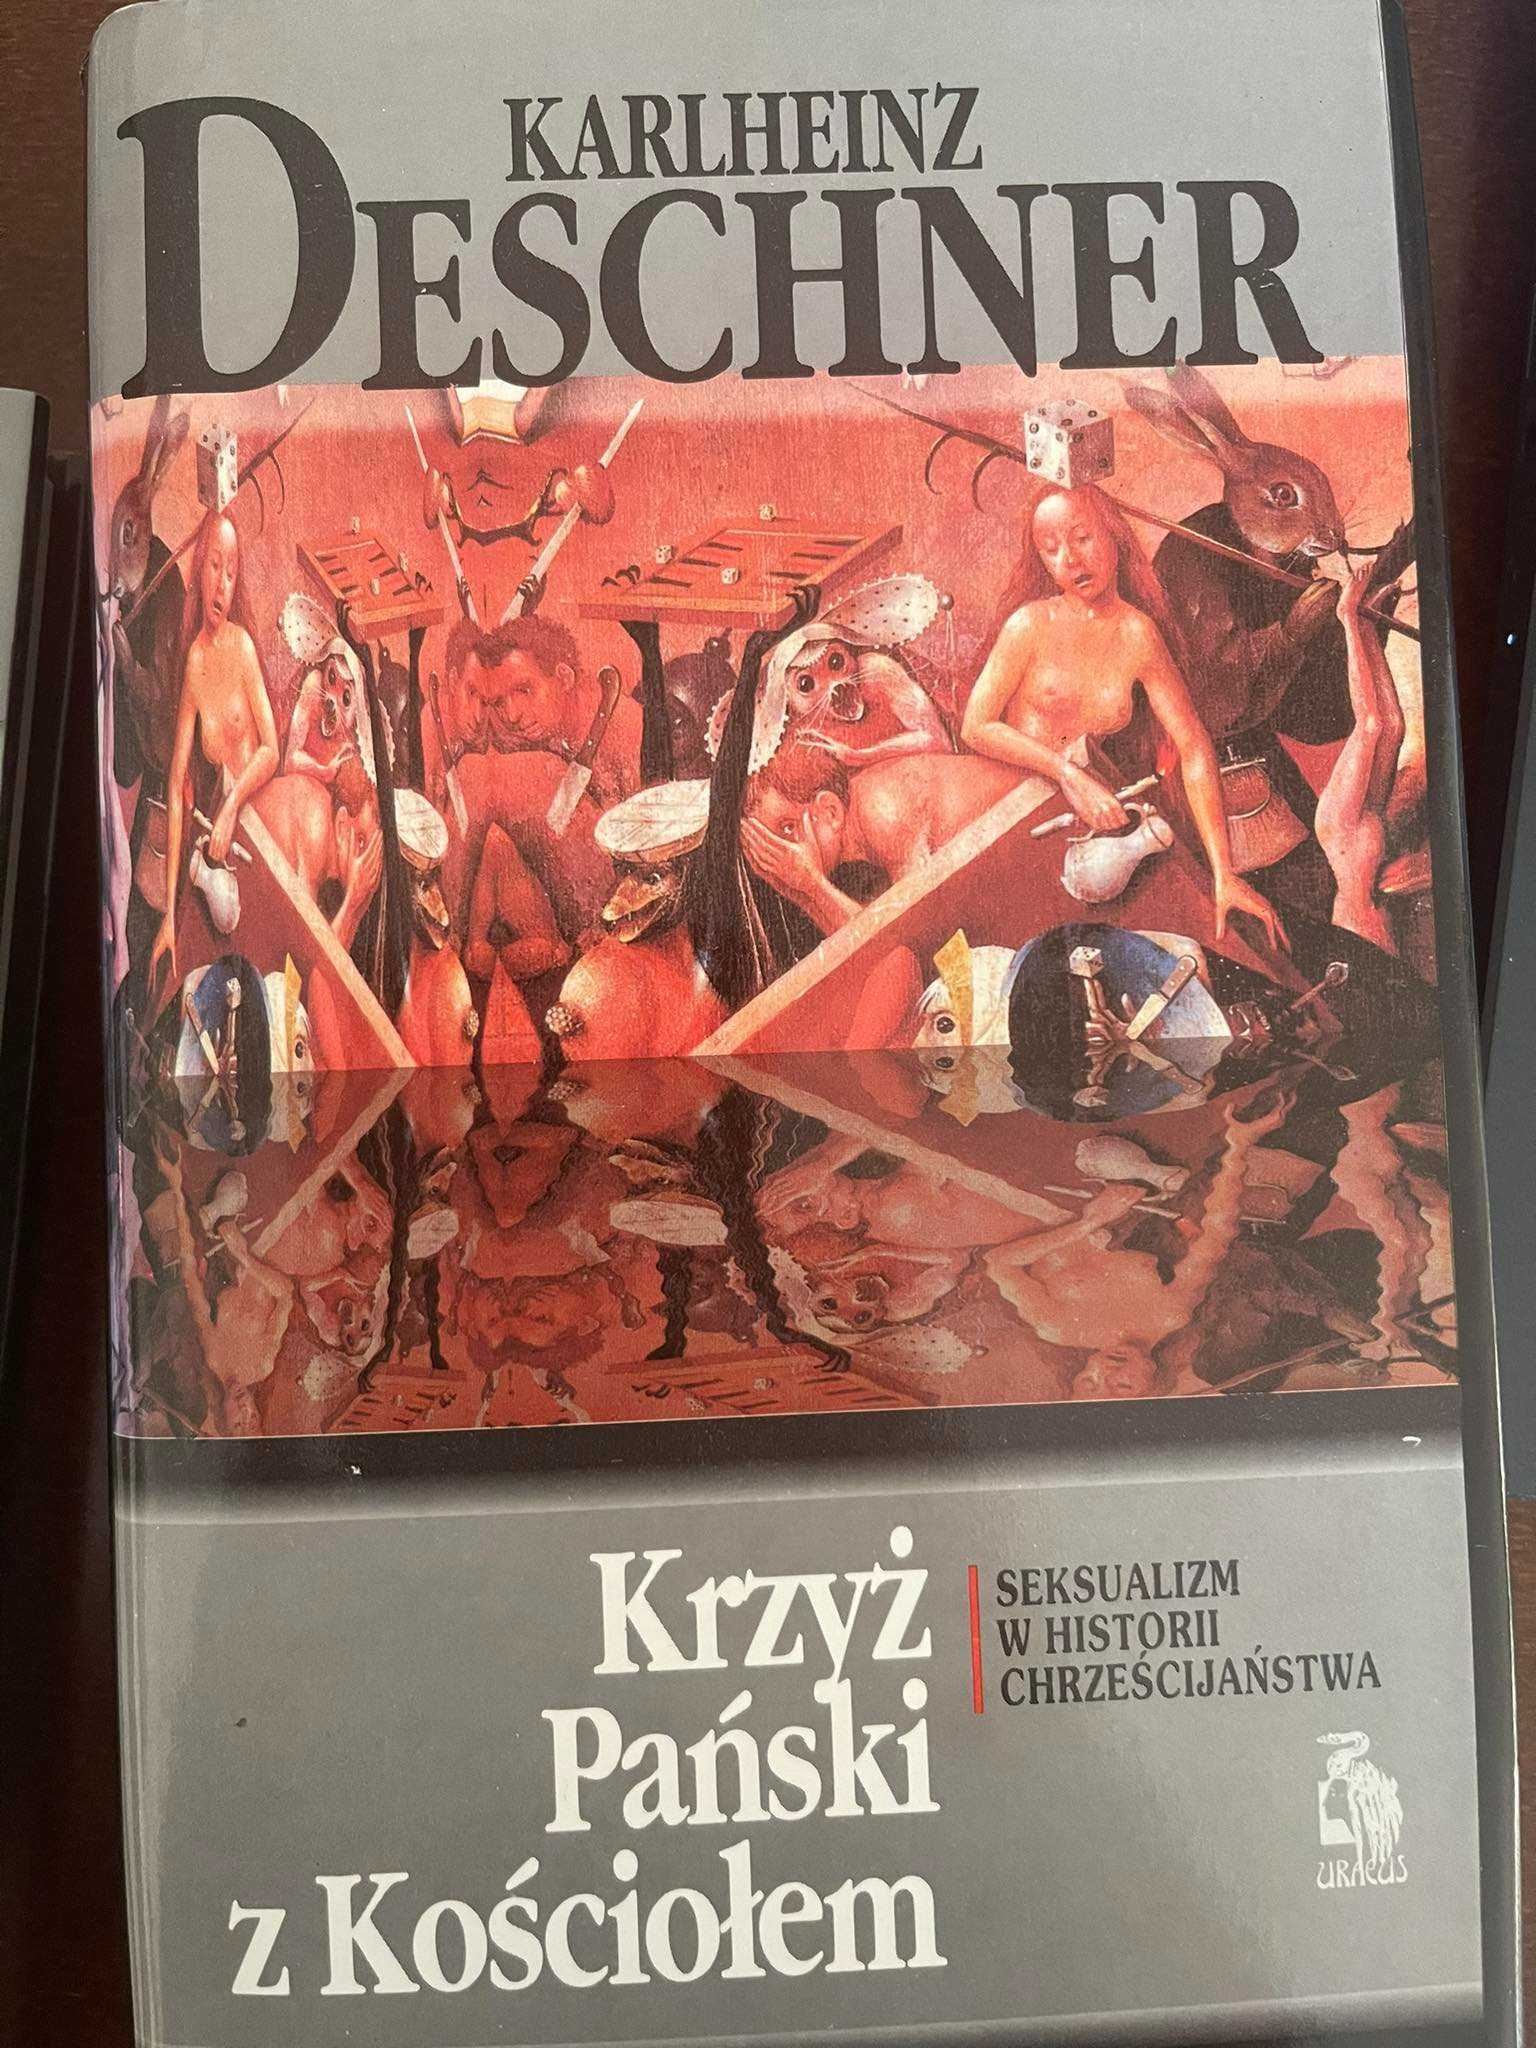 KARLHEINZ
DESCHNER
Krzyż
Pański
z Kościołem
SEKSUALIZM
W HISTORII
CHRZEŚCIJAŃSTWA
URAEUS